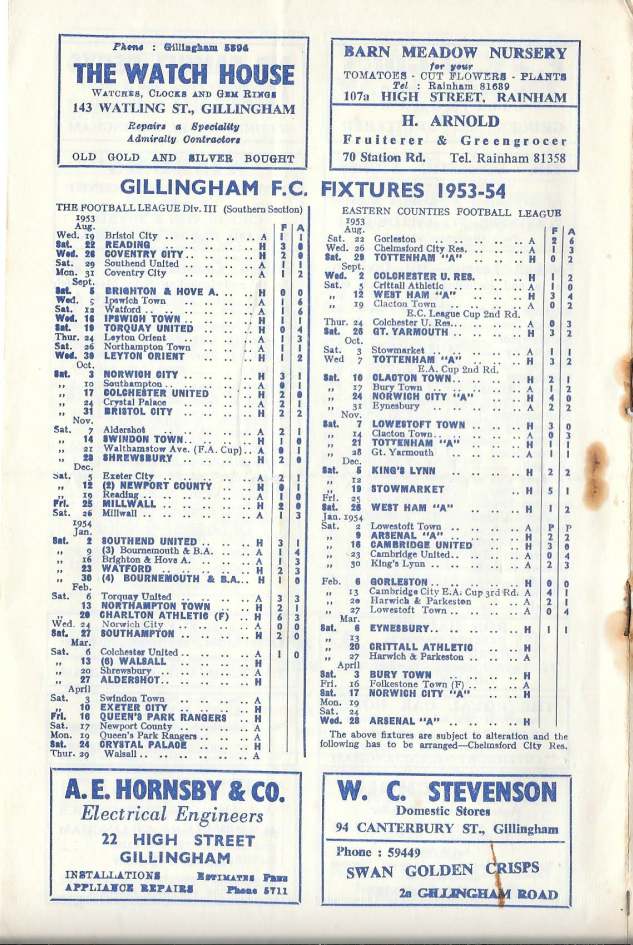 Phone : Gillingham 5394
THE WATCH HOUSE
WATCHES, CLOCKS AND GEM RINGS
143 WATLING ST., GILLINGHAM
Repairs a Speciality
Admiralty Contractors
OLD GOLD AND SILVER BOUGHT
BARN MEADOW NURSERY
for your
TOMATOES - CUT FLOWERS - PLANTS
Tel : Rainham 81639
107a HIGH STREET, RAINHAM
H. ARNOLD
Fruiterer & Greengrocer
70 Station Rd. Tel. Rainham 81358
GILLINGHAM F.C. FIXTURES 1953-54
THE FOOTBALL LEAGUE Div. III (Southern Section) F A
1953
Aug.
Wed. 19 Bristol City .. .. .. .. A 1 1
Sat. 22 READING .. .. .. .. H 3 0
Wed. 26 COVENTRY CITY .. .. .. H 2 0
Sat. 29 Southend United .. .. .. A 1 1
Mon. 31 Coventry City .. .. .. A 1 2
Sept.
Sat. 5 BRIGHTON & HOVE A. .. .. H 0 0
Wed. 9 Ipswich Town .. .. .. A 1 6
Sat. 12 Watford .. .. .. .. A 1 6
Wed. 16 IPSWICH TOWN .. .. .. H 1 1
Sat. 19 TORQUAY UNITED .. .. H 0 4
Thur. 24 Leyton Orient .. .. .. A 1 3
Sat. 26 Northampton Town .. .. A 1 1
Wed. 30 LEYTON ORIENT .. .. H 1 2
Oct.
Sat. 3 NORWICH CITY .. .. .. H 3 1
,, 10 Southampton .. .. .. A 0 1
,, 17 COLCHESTER UNITED .. .. H 2 0
,, 24 Crystal Palace .. .. .. A 2 1
,, 31 BRISTOL CITY .. .. .. H 2 2
Nov.
Sat. 7 Aldershot .. .. .. .. A 2 1
,, 14 SWINDON TOWN .. .. .. H 1 0
,, 21 Walthamstow Ave. (F.A. Cup) .. A 0 1
,, 28 SHREWSBURY .. .. .. H 2 0
Dec.
Sat. 5 Exeter City .. .. .. A 2 1
,, 12 (2) NEWPORT COUNTY .. .. H 1 0
,, 19 Reading .. .. .. .. A 1 0
Fri. 25 MILLWALL .. .. .. H 2 0
Sat. 26 Millwall .. .. .. .. A 1 3
1954
Jan.
Sat. 2 SOUTHEND UNITED .. .. H 3 1
,, 9 (3) Bournemouth & B.A. .. .. A 1 4
,, 16 Brighton & Hove A. .. .. A 1 3
,, 23 WATFORD .. .. .. H 2 3
,, 30 (4) BOURNEMOUTH & B.A. .. H 1 0
Feb.
Sat. 6 Torquay United .. .. .. A 3 3
13 NORTHAMPTON TOWN .. .. H 2 1
,, 20 CHARLTON ATHLETIC (F) .. H 6 3
Wed. 24 Norwich City .. .. .. A 0 0
Sat. 27 SOUTHAMPTON .. .. .. H 2 0
Mar.
Sat. 6 Colchester United .. .. .. A 1 0
,, 13 (6) WALSALL .. .. .. H
,, 20 Shrewsbury .. .. .. A
,, 27 ALDERSHOT .. .. .. H
April
Sat. 3 Swindon Town .. .. .. A
,, 10 EXETER CITY .. .. .. H
Fri. 16 QUEEN'S PARK RANGERS .. H
Sat. 17 Newport County .. .. .. A
Mon. 19 Queen's Park Rangers .. .. A
Sat. 24 CRYSTAL PALACE .. .. H
Thur. 29 Walsall .. .. .. .. A
EASTERN COUNTIES FOOTBALL LEAGUE
1953 F A
Aug.
Sat. 22 Gorleston .. .. .. .. A 2 6
Wed. 26 Chelmsford City Res. .. .. A 1 3
Sat. 29 TOTTENHAM "A" .. .. .. H 0 2
Sept.
Wed. 2 COLCHESTER U. RES. .. .. H 1 2
Sat. 5 Crittall Athletic .. .. .. A 1 0
,, 12 WEST HAM "A" .. .. .. H 3 4
,, 19 Clacton Town .. .. .. A 0 2
E.C. League Cup 2nd Rd.
Thur. 24 Colchester U. Res. .. .. .. A 0 3
Sat. 26 GT. YARMOUTH .. .. .. H 3 2
Oct.
Sat. 3 Stowmarket .. .. .. A 1 1
Wed 7 TOTTENHAM "A" .. .. .. H 3 2
E.A. Cup 2nd Rd.
Sat. 10 CLACTON TOWN .. .. .. H 2 1
,, 17 Bury Town .. .. .. A 1 2
,, 24 NORWICH CITY "A" .. .. H 4 0
,, 31 Eynesbury .. .. .. A 2 2
Nov.
Sat. 7 LOWESTOFT TOWN .. .. H 3 0
,, 14 Clacton Town .. .. .. A 0 3
,, 21 TOTTENHAM "A" .. .. H 1 1
,, 28 Gt. Yarmouth .. .. .. A 1 1
Dec.
Sat. 5 KING'S LYNN .. .. .. H 2 2
,, 12
,, 19 STOWMARKET .. H 5 1
Fri. 25
Sat. 26 WEST HAM "A" .. .. .. H 1 2
Jan. 1954
Sat. 2 Lowestoft Town .. .. .. A P P
,, 9 ARSENAL "A" .. .. .. H 2 2
,, 16 CAMBRIDGE UNITED .. .. H 3 0
,, 23 Cambridge United .. .. .. A 0 4
,, 30 King's Lynn .. .. .. A 2 3
Feb. 6 GORLESTON .. .. .. H 0 0
,, 13 Cambridge City E.A. Cup 3rd Rd. A 4 1
,, 20 Harwich & Parkeston .. .. A 2 1
,, 27 Lowestoft Town .. .. .. A 0 4
Mar.
Sat. 6 EYNESBURY .. .. .. H 1 1
,, 13
,, 20 CRITTALL ATHLETIC .. .. H
,, 27 Harwich & Parkeston .. .. A
April
Sat. 3 BURY TOWN .. .. .. H
Fri. 16 Folkestone Town (F) .. .. A
Sat. 17 NORWICH CITY "A" .. .. H
Mon. 19
Sat. 24
Wed. 28 ARSENAL "A" .. .. .. H
The above fixtures are subject to alteration and the
following has to be arranged—Chelmsford City Res.
A. E. HORNSBY & CO.
Electrical Engineers
22 HIGH STREET
GILLINGHAM
INSTALLATIONS ESTIMATES FREE
APPLIANCE REPAIRS Phone 5711
W. C. STEVENSON
Domestic Stores
94 CANTERBURY ST., Gillingham
Phone : 59449
SWAN GOLDEN CRISPS
2a GILLINGHAM ROAD